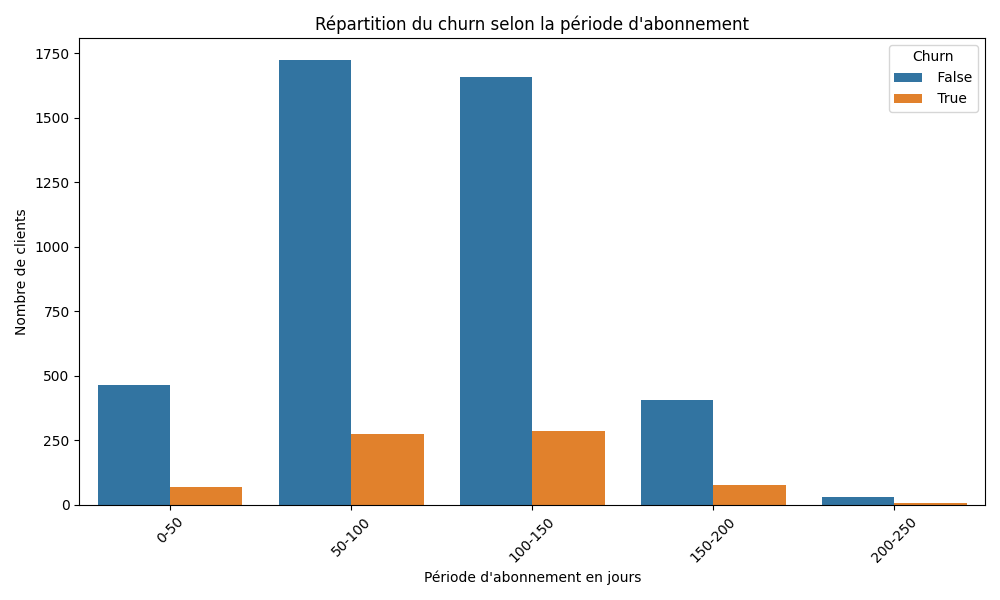 Répartition du churn selon la période d'abonnement
Churn
False
True
Nombre de clients
1750
1500
1250
1000
750
500
250
0
0-50
50-100
100-150
150-200
200-250
Période d'abonnement en jours